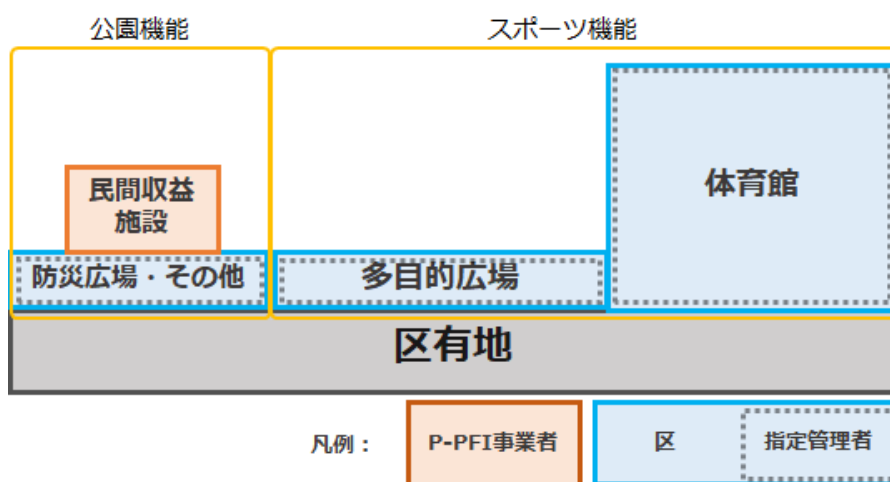 公園機能
スポーツ機能
民間収益
施設
体育館
防災広場・その他
多目的広場
区有地
凡例：
P-PFI事業者
区
指定管理者